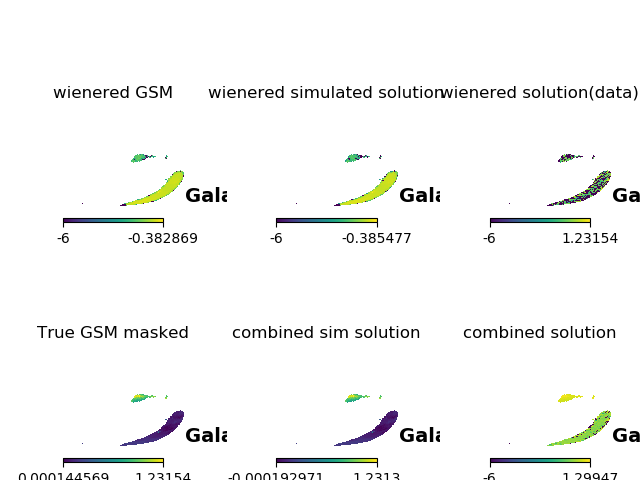 wienered GSM
wienered simulated solution
wienered solution(data)
Gala
Gala
Ga
-6 -0.382869
-6 -0.385477
-6 1.23154
True GSM masked
combined sim solution
combined solution
Gala
Gala
Ga
0.000144569 1.23154
-0.000192971 1.2313
-6 1.29947